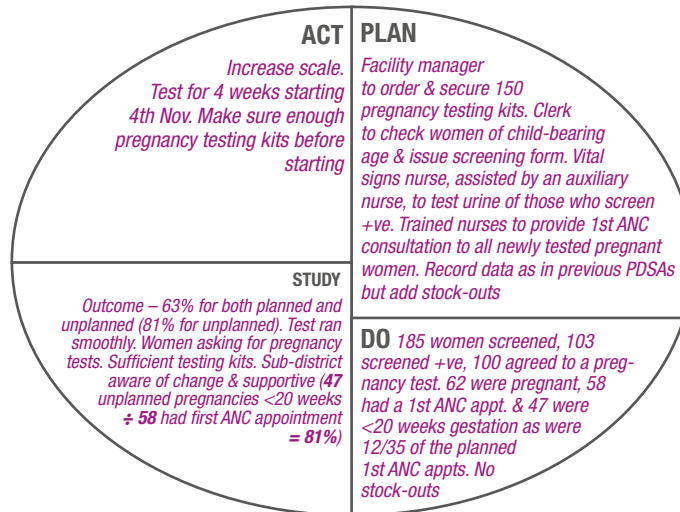 ACT
Increase scale.
Test for 4 weeks starting
4th Nov. Make sure enough
pregnancy testing kits before
starting
PLAN
Facility manager
to order & secure 150
pregnancy testing kits. Clerk
to check women of child-bearing
age & issue screening form. Vital
signs nurse, assisted by an auxiliary
nurse, to test urine of those who screen
+ve. Trained nurses to provide 1st ANC
consultation to all newly tested pregnant
women. Record data as in previous PDSAs
but add stock-outs
STUDY
Outcome – 63% for both planned and
unplanned (81% for unplanned). Test ran
smoothly. Women asking for pregnancy
tests. Sufficient testing kits. Sub-district
aware of change & supportive (47
unplanned pregnancies <20 weeks
÷ 58 had first ANC appointment
= 81%)
DO 185 women screened, 103
screened +ve, 100 agreed to a preg-
nancy test. 62 were pregnant, 58
had a 1st ANC appt. & 47 were
<20 weeks gestation as were
12/35 of the planned
1st ANC appts. No
stock-outs